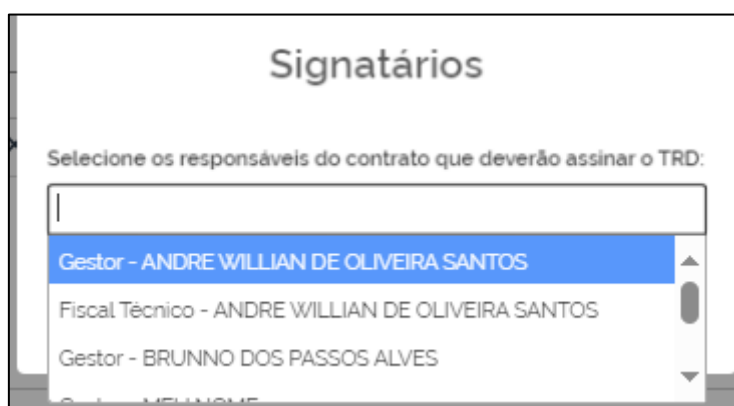 Signatários
Selecione os responsáveis do contrato que deverão assinar o TRD:
Gestor - ANDRE WILLIAN DE OLIVEIRA SANTOS
Fiscal Técnico - ANDRE WILLIAN DE OLIVEIRA SANTOS
Gestor - BRUNNO DOS PASSOS ALVES